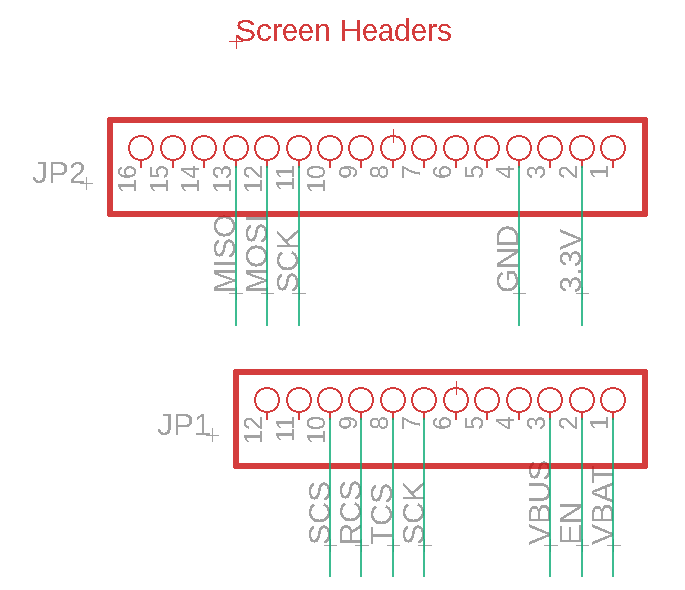 Screen Headers
JP2
16 15 14 13 12 11 10 9 8 7 6 5 4 3 2 1
MISO MOSI SCK GND 3.3V
JP1
12 11 10 9 8 7 6 5 4 3 2 1
SCS RCS TCS SCK VBUS EN VBAT